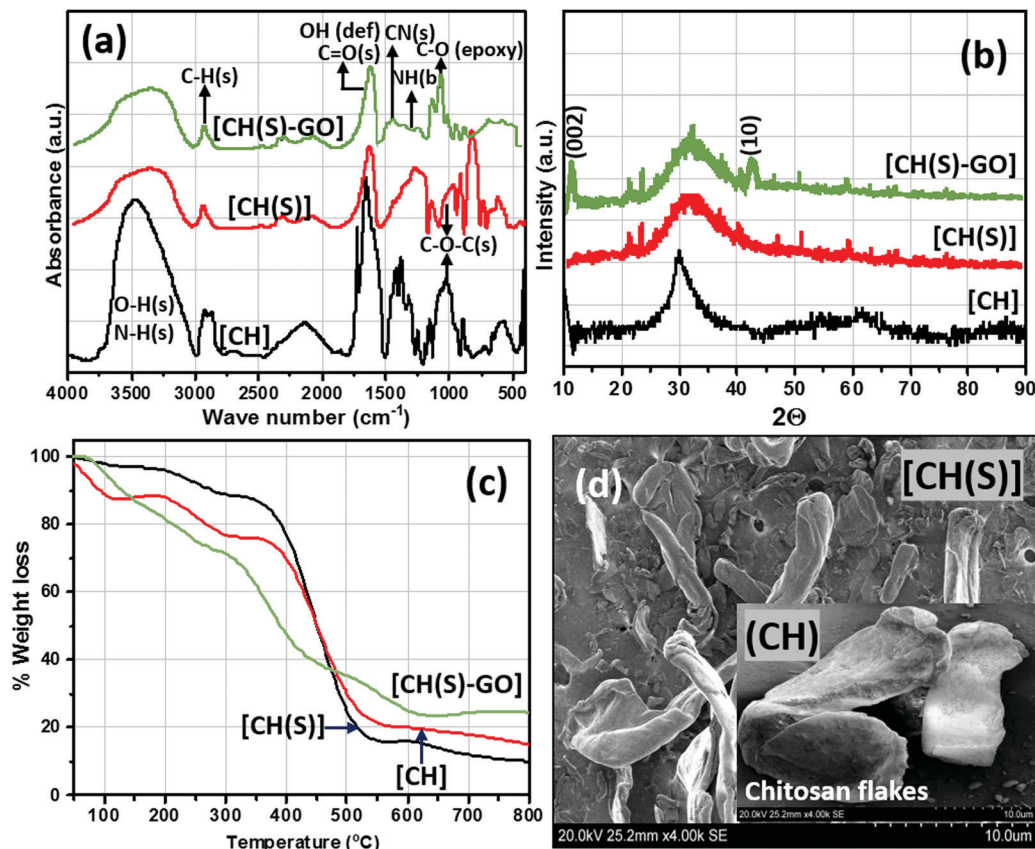 (a)
OH (def)
CN(s)
C=O(s)
C-O (epoxy)
NH(b
C-H(s)
[CH(S)-GO]
[CH(S)]
C-O-C(s)
O-H(s)
N-H(s)
[CH]
Absorbance (a.u.)
4000 3500 3000 2500 2000 1500 1000 500
Wave number (cm⁻¹)
(b)
(002)
(10)
[CH(S)-GO]
[CH(S)]
[CH]
Intensity (a.u.)
10 20 30 40 50 60 70 80 90
2Θ
(c)
100
80
60
40
20
0
% Weight loss
[CH(S)-GO]
[CH(S)]
[CH]
100 200 300 400 500 600 700 800
Temperature (ºC)
(d)
[CH(S)]
(CH)
Chitosan flakes
20.0kV 25.2mm x4.00k SE
10.0um
20.0kV 25.2mm x4.00k SE
10.0um